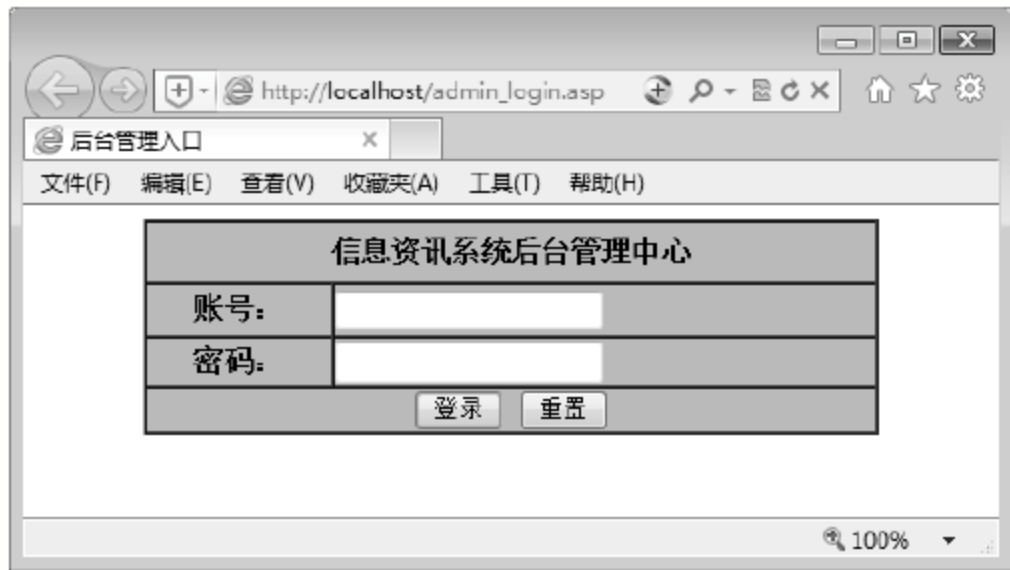 http://localhost/admin_login.asp
后台管理入口
文件(F) 编辑(E) 查看(V) 收藏夹(A) 工具(T) 帮助(H)
信息资讯系统后台管理中心
账号：
密码：
登录 重置
100%